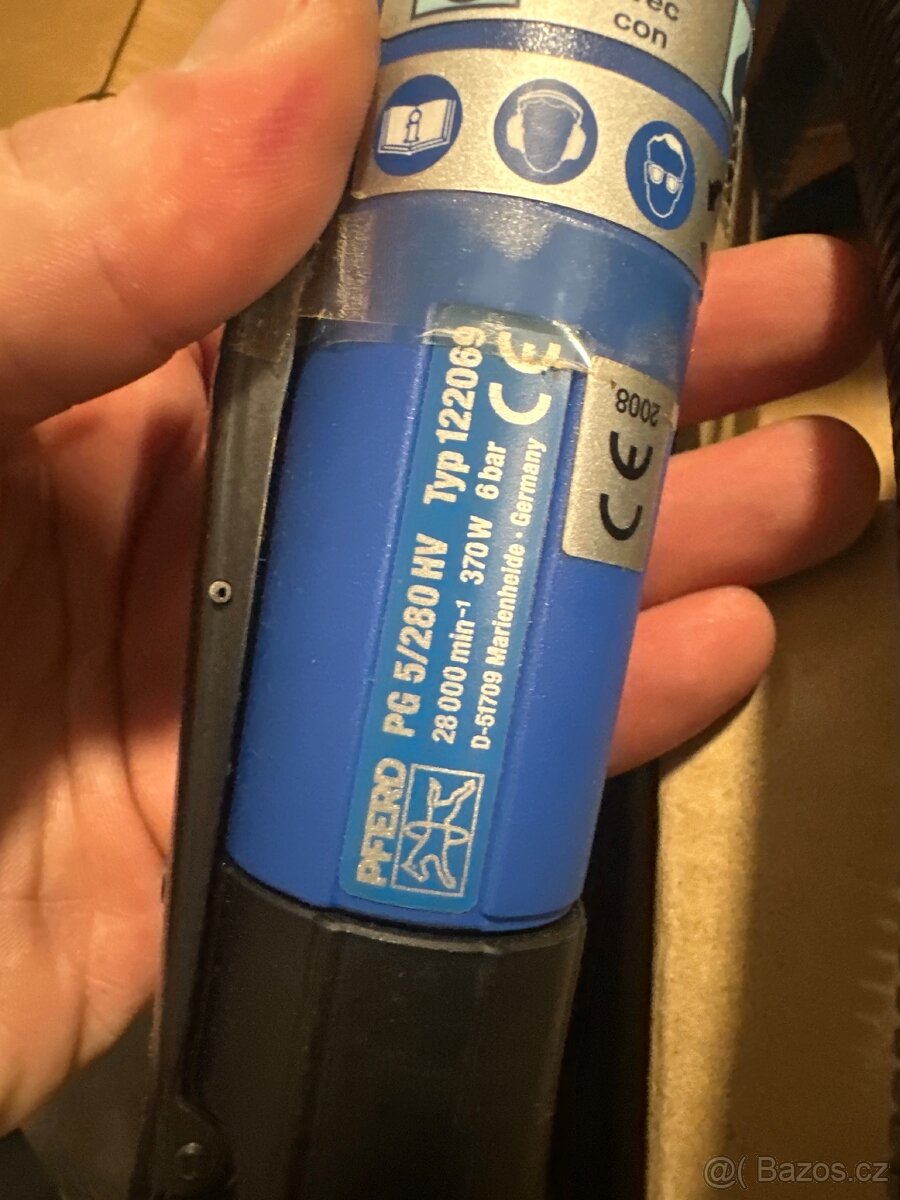 ec
con
i
PFERD PG 5/280 HV Typ 122069
28 000 min-1 370 W 6 bar CE
D-51709 Marienheide · Germany
CE 2008
@( Bazos.cz